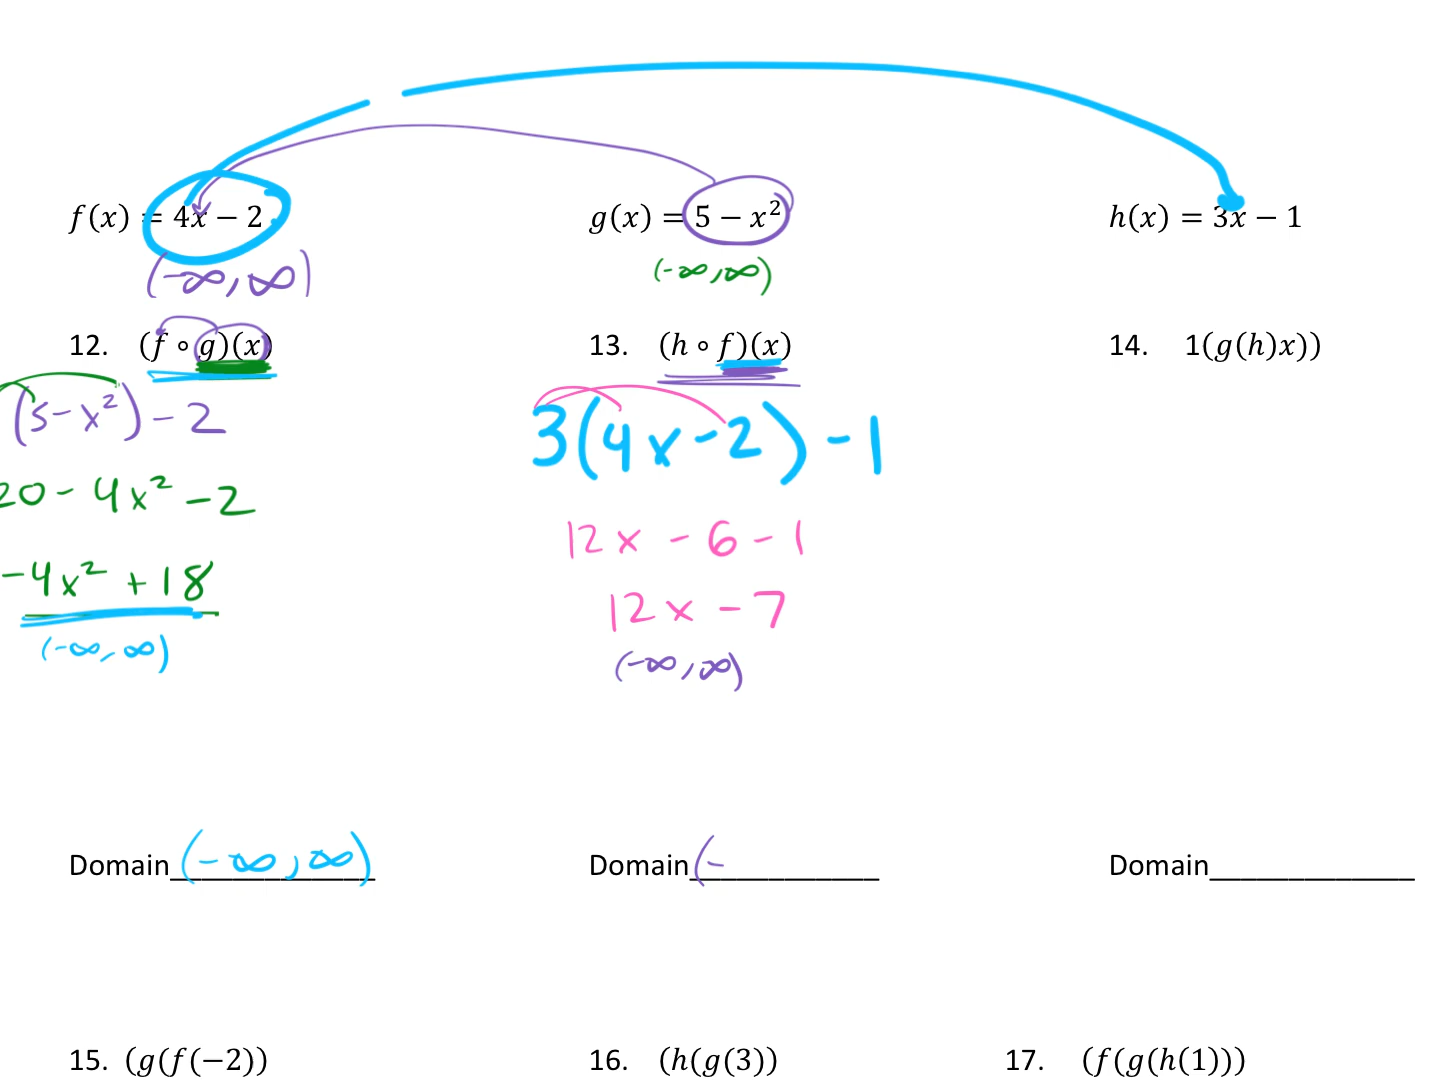 f(x) = 4x − 2 g(x) = 5 − x² h(x) = 3x − 1
(-∞, ∞) (-∞, ∞)
12. (f ∘ g)(x) 13. (h ∘ f)(x) 14. 1(g(h)x))
(5-x²) - 2 3(4x-2) - 1
20 - 4x² - 2 12x - 6 - 1
-4x² + 18 12x - 7
(-∞, ∞) (-∞, ∞)
Domain (-∞, ∞) Domain (- Domain____________
15. (g(f(−2)) 16. (h(g(3)) 17. (f(g(h(1)))